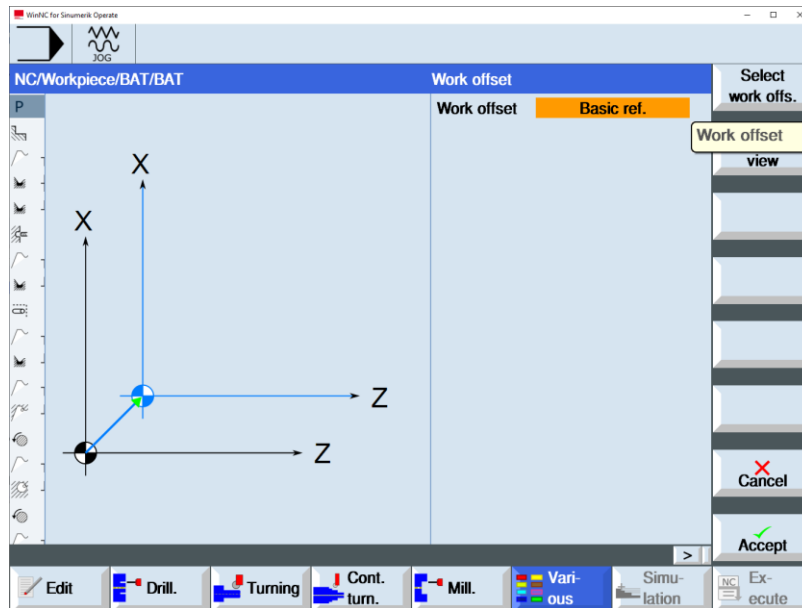 WinNC for Sinumerik Operate
JOG
NC/Workpiece/BAT/BAT
Work offset
Select
work offs.
P
Work offset
Basic ref.
Work offset
view
X
X
Z
Z
Cancel
Accept
>
Edit
Drill.
Turning
Cont.
turn.
Mill.
Vari-
ous
Simu-
lation
NC
Ex-
ecute